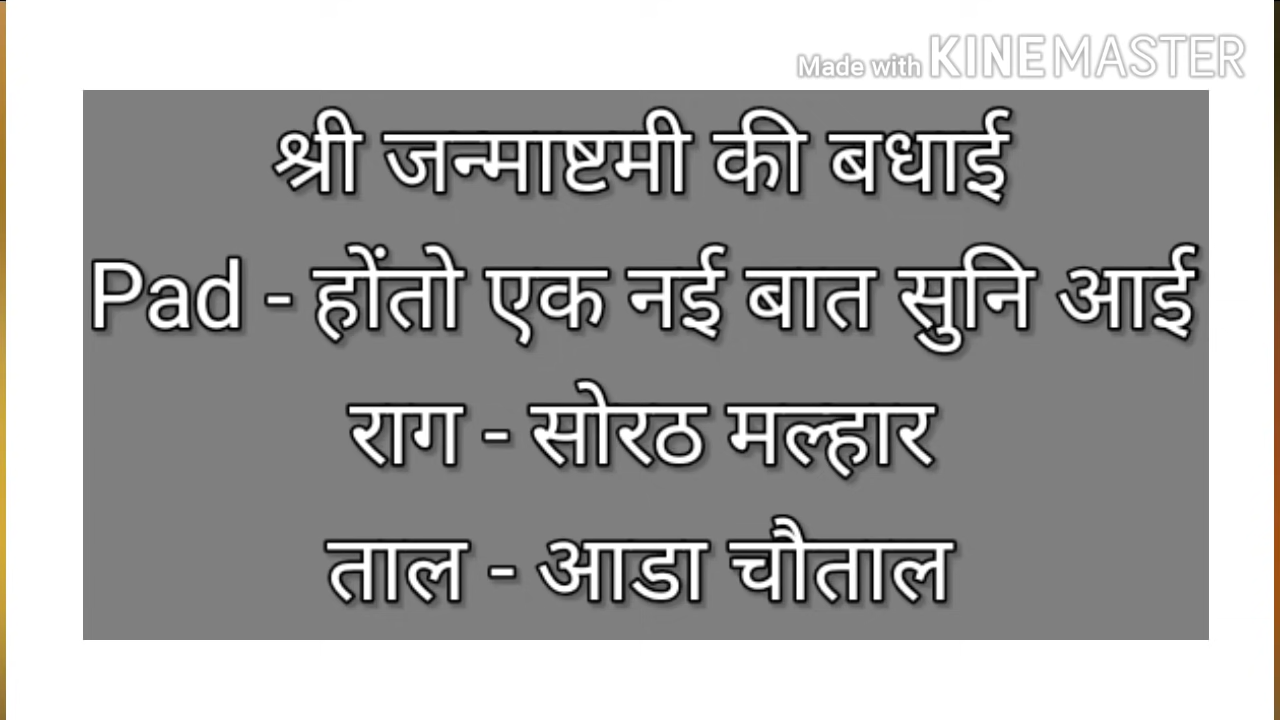 Made with KINEMASTER
श्री जन्माष्टमी की बधाई
Pad - होंतो एक नई बात सुनि आई
राग - सोरठ मल्हार
ताल - आडा चौताल